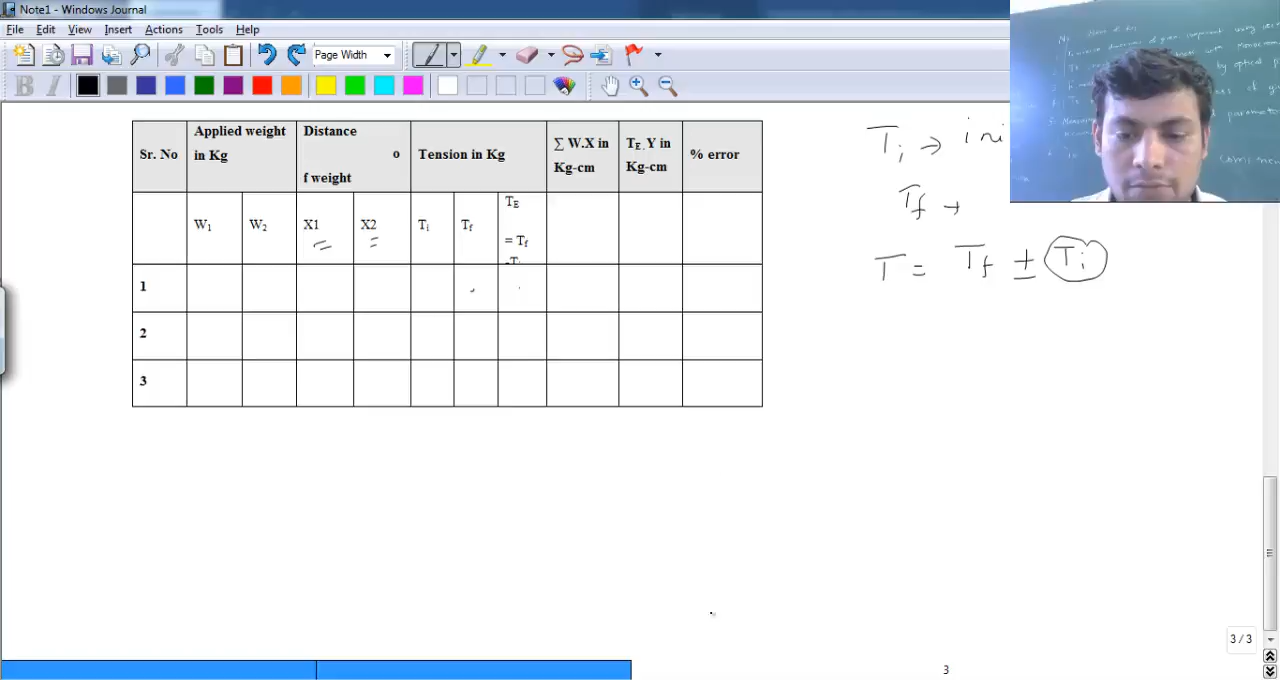 Note1 - Windows Journal
File Edit View Insert Actions Tools Help
Page Width
Sr. No
Applied weight in Kg
Distance o f weight
Tension in Kg
∑ W.X in Kg-cm
TE. Y in Kg-cm
% error
W1 W2 X1 X2 Ti Tf TE = Tf -T
1
2
3
Ti → ini
Tf →
T = Tf ± Ti
3 / 3
3